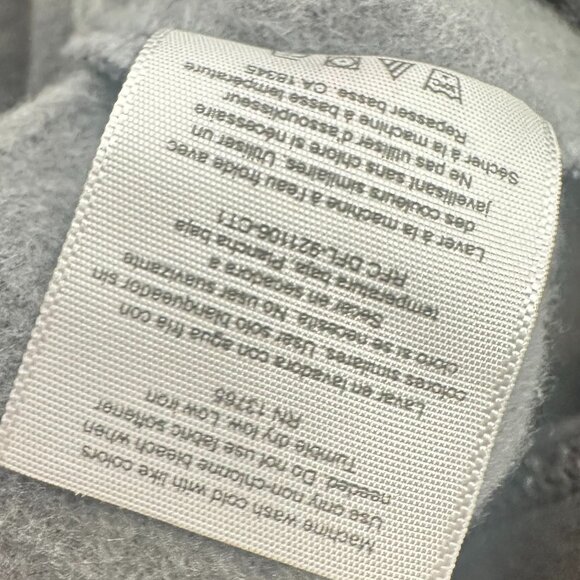 Machine wash cold with like colors
Use only non-chlorine bleach when
needed Do not use fabric softener
Tumble dry low Low iron
RN 13765
Lavar en lavadora con agua fria con
colores similares. Usar solo blanqueador sin
cloro si se necesita. No usar suavizante
Secar en secadora a
temperatura baja. Plancha baja
RFC DFL-921106-CT1
Laver à la machine à l'eau froide avec
des couleurs similaires. Utiliser un
javellisant sans chlore si nécessaire
Ne pas utiliser d'assouplisseur
Sécher à la machine à basse température
Repasser basse CA 18345